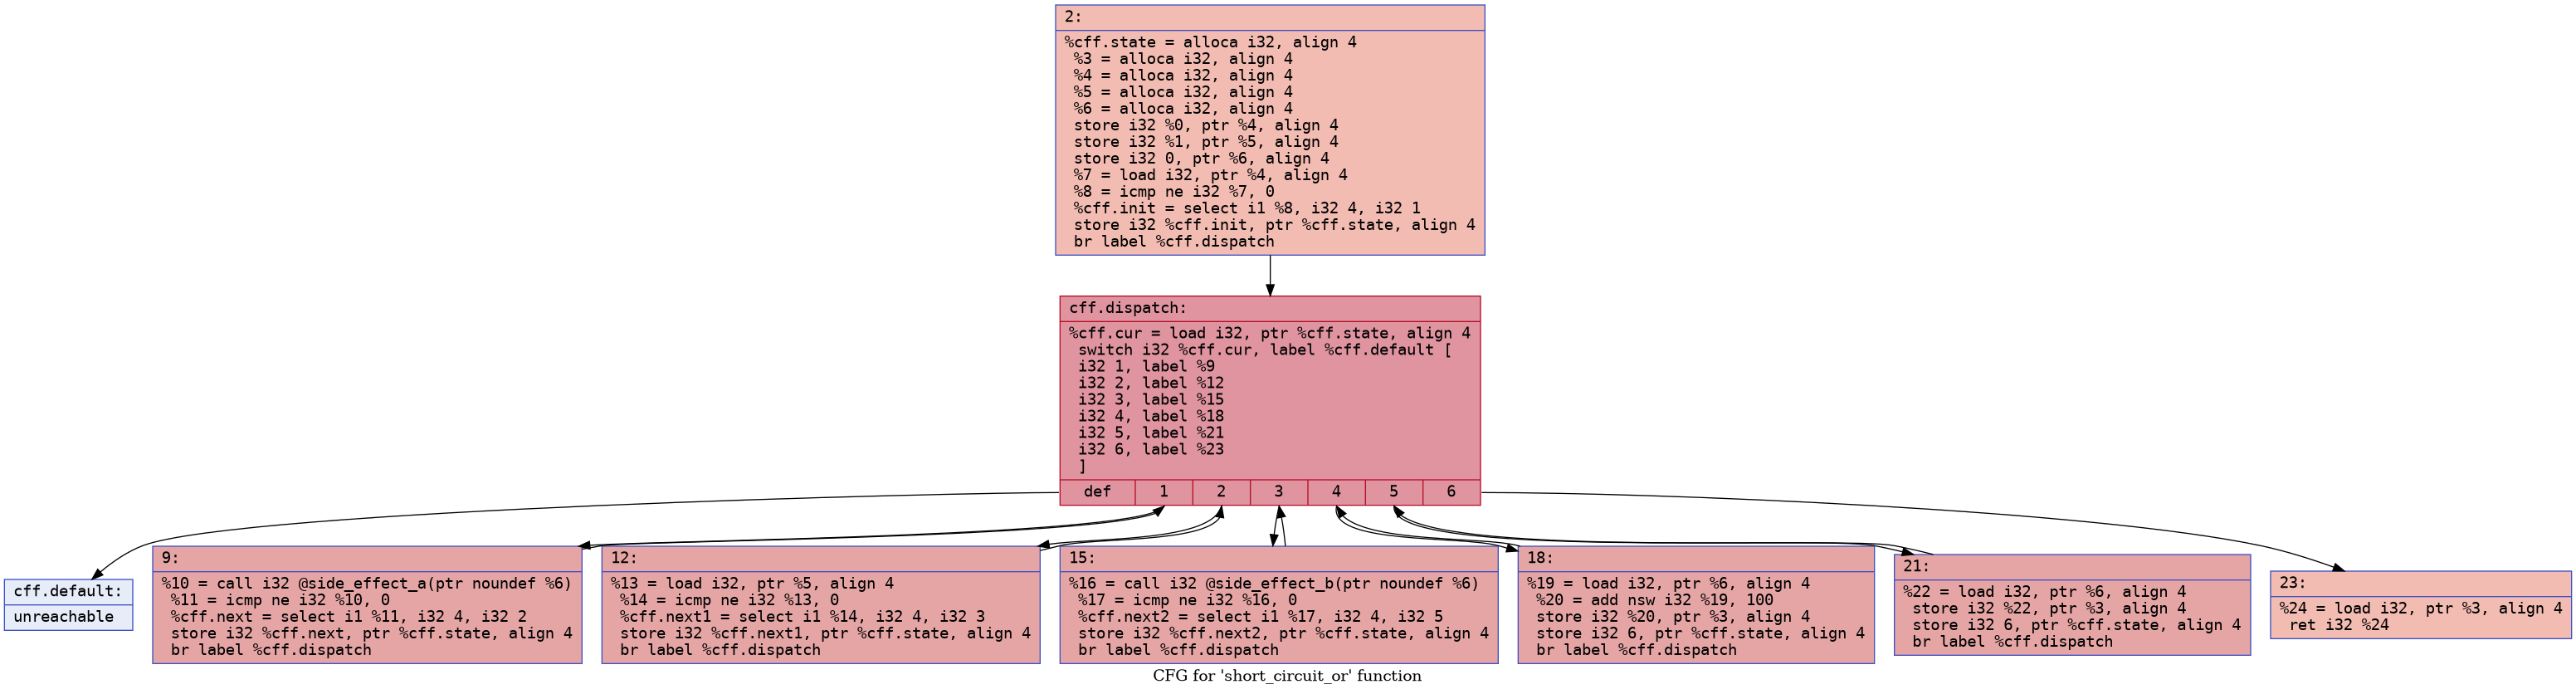 2:
%cff.state = alloca i32, align 4
%3 = alloca i32, align 4
%4 = alloca i32, align 4
%5 = alloca i32, align 4
%6 = alloca i32, align 4
store i32 %0, ptr %4, align 4
store i32 %1, ptr %5, align 4
store i32 0, ptr %6, align 4
%7 = load i32, ptr %4, align 4
%8 = icmp ne i32 %7, 0
%cff.init = select i1 %8, i32 4, i32 1
store i32 %cff.init, ptr %cff.state, align 4
br label %cff.dispatch
cff.dispatch:
%cff.cur = load i32, ptr %cff.state, align 4
switch i32 %cff.cur, label %cff.default [
i32 1, label %9
i32 2, label %12
i32 3, label %15
i32 4, label %18
i32 5, label %21
i32 6, label %23
]
def 1 2 3 4 5 6
cff.default:
unreachable
9:
%10 = call i32 @side_effect_a(ptr noundef %6)
%11 = icmp ne i32 %10, 0
%cff.next = select i1 %11, i32 4, i32 2
store i32 %cff.next, ptr %cff.state, align 4
br label %cff.dispatch
12:
%13 = load i32, ptr %5, align 4
%14 = icmp ne i32 %13, 0
%cff.next1 = select i1 %14, i32 4, i32 3
store i32 %cff.next1, ptr %cff.state, align 4
br label %cff.dispatch
15:
%16 = call i32 @side_effect_b(ptr noundef %6)
%17 = icmp ne i32 %16, 0
%cff.next2 = select i1 %17, i32 4, i32 5
store i32 %cff.next2, ptr %cff.state, align 4
br label %cff.dispatch
18:
%19 = load i32, ptr %6, align 4
%20 = add nsw i32 %19, 100
store i32 %20, ptr %3, align 4
store i32 6, ptr %cff.state, align 4
br label %cff.dispatch
21:
%22 = load i32, ptr %6, align 4
store i32 %22, ptr %3, align 4
store i32 6, ptr %cff.state, align 4
br label %cff.dispatch
23:
%24 = load i32, ptr %3, align 4
ret i32 %24
CFG for 'short_circuit_or' function